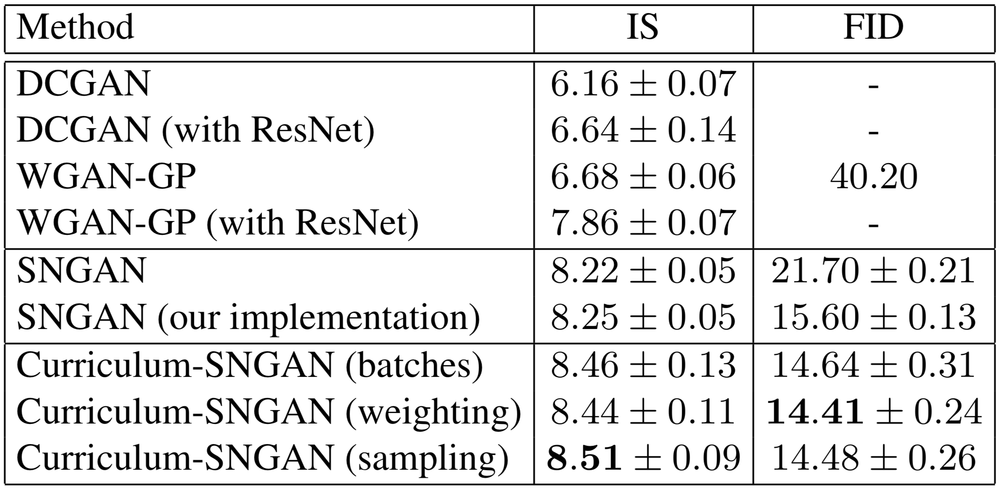 Method IS FID
DCGAN 6.16 ± 0.07 -
DCGAN (with ResNet) 6.64 ± 0.14 -
WGAN-GP 6.68 ± 0.06 40.20
WGAN-GP (with ResNet) 7.86 ± 0.07 -
SNGAN 8.22 ± 0.05 21.70 ± 0.21
SNGAN (our implementation) 8.25 ± 0.05 15.60 ± 0.13
Curriculum-SNGAN (batches) 8.46 ± 0.13 14.64 ± 0.31
Curriculum-SNGAN (weighting) 8.44 ± 0.11 14.41 ± 0.24
Curriculum-SNGAN (sampling) 8.51 ± 0.09 14.48 ± 0.26